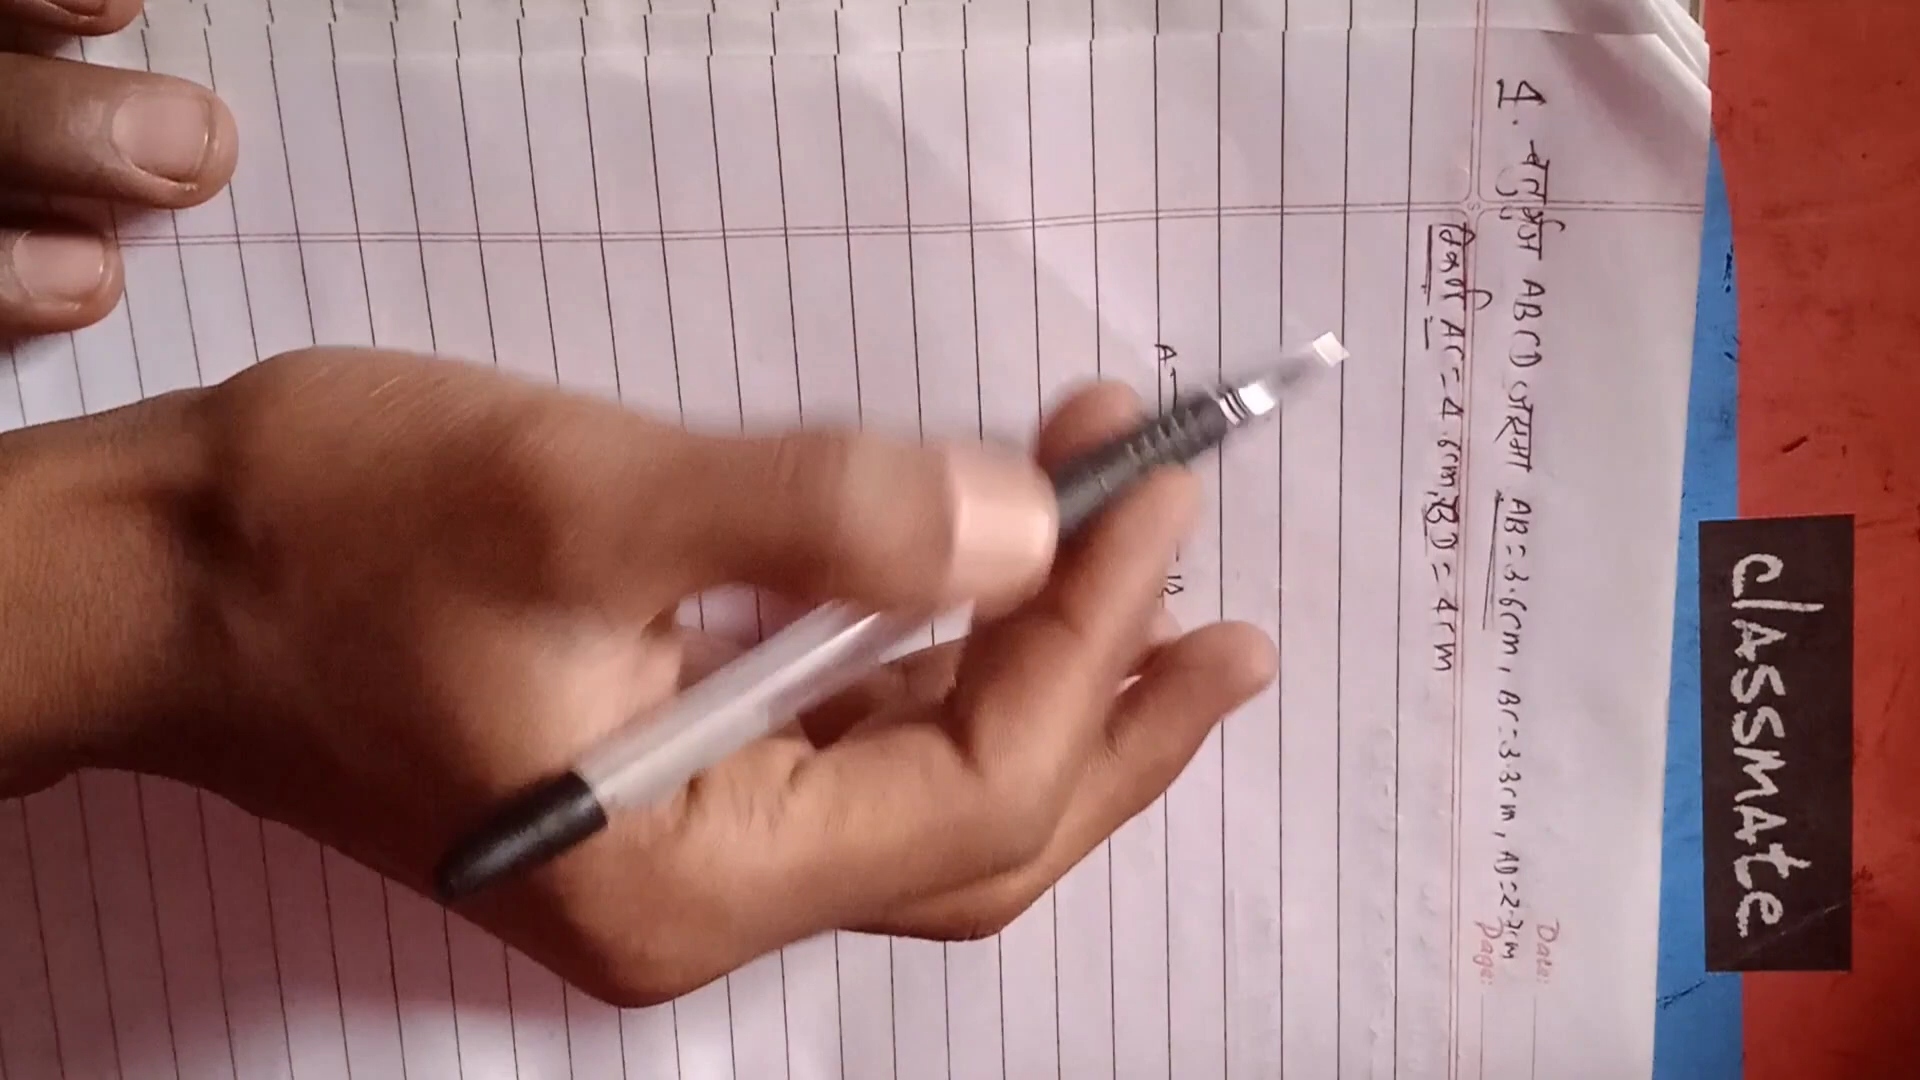 1. चतुर्भुज ABCD जिसमा AB = 3.6cm, BC = 3.3cm, AD = 2.7cm
विकर्ण AC = 4.6cm, BD = 4cm
A
B
Date:
Page:
classmate